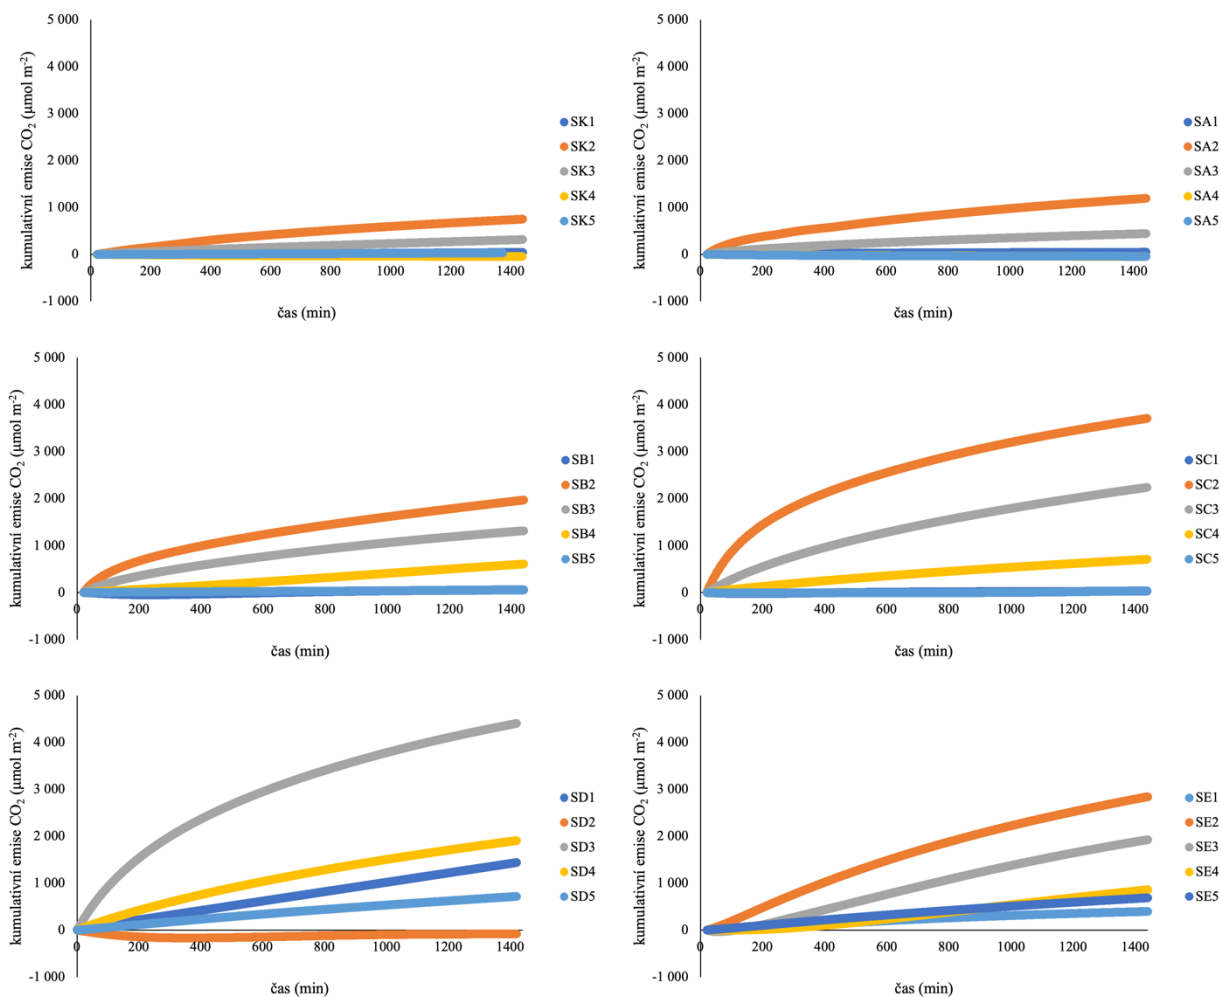 5 000
4 000
3 000
2 000
1 000
0
-1 000
kumulativní emise CO₂ (μmol m⁻²)
0 200 400 600 800 1000 1200 1400
čas (min)
SK1
SK2
SK3
SK4
SK5
5 000
4 000
3 000
2 000
1 000
0
-1 000
kumulativní emise CO₂ (μmol m⁻²)
0 200 400 600 800 1000 1200 1400
čas (min)
SA1
SA2
SA3
SA4
SA5
5 000
4 000
3 000
2 000
1 000
0
-1 000
kumulativní emise CO₂ (μmol m⁻²)
0 200 400 600 800 1000 1200 1400
čas (min)
SB1
SB2
SB3
SB4
SB5
5 000
4 000
3 000
2 000
1 000
0
-1 000
kumulativní emise CO₂ (μmol m⁻²)
0 200 400 600 800 1000 1200 1400
čas (min)
SC1
SC2
SC3
SC4
SC5
5 000
4 000
3 000
2 000
1 000
0
-1 000
kumulativní emise CO₂ (μmol m⁻²)
0 200 400 600 800 1000 1200 1400
čas (min)
SD1
SD2
SD3
SD4
SD5
5 000
4 000
3 000
2 000
1 000
0
-1 000
kumulativní emise CO₂ (μmol m⁻²)
0 200 400 600 800 1000 1200 1400
čas (min)
SE1
SE2
SE3
SE4
SE5